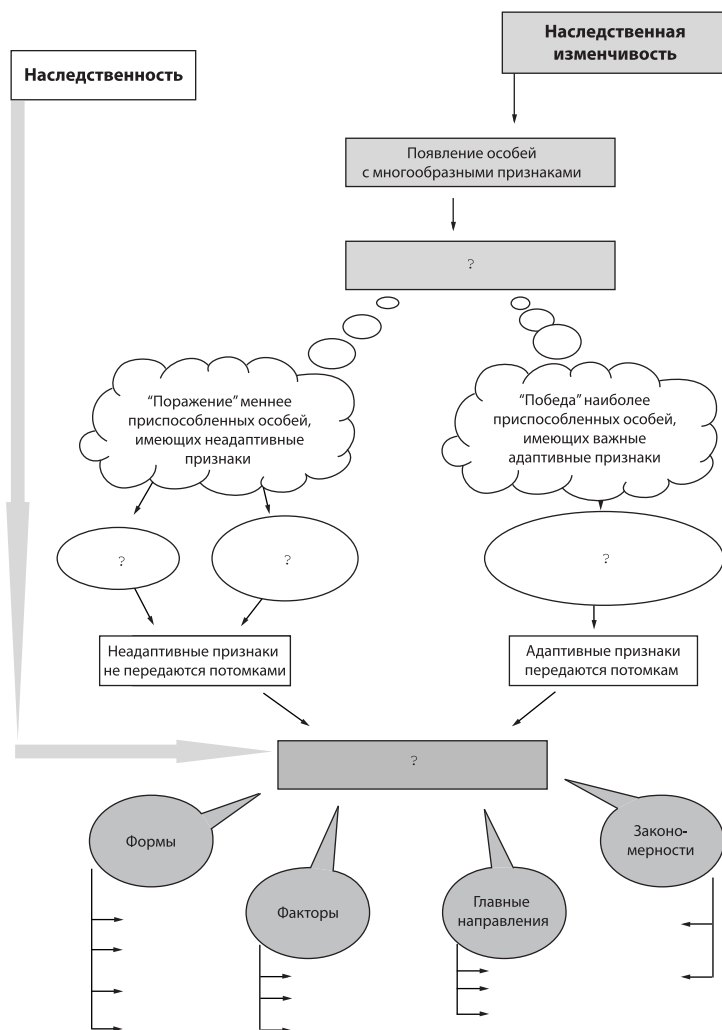 Наследственная
изменчивость
Наследственность
Появление особей
с многообразными признаками
?
“Поражение” меннее
приспособленных особей,
имеющих неадаптивные
признаки
“Победа” наиболее
приспособленных особей,
имеющих важные
адаптивные признаки
?
?
?
Неадаптивные признаки
не передаются потомками
Адаптивные признаки
передаются потомкам
?
Формы
Факторы
Главные
направления
Законо-
мерности